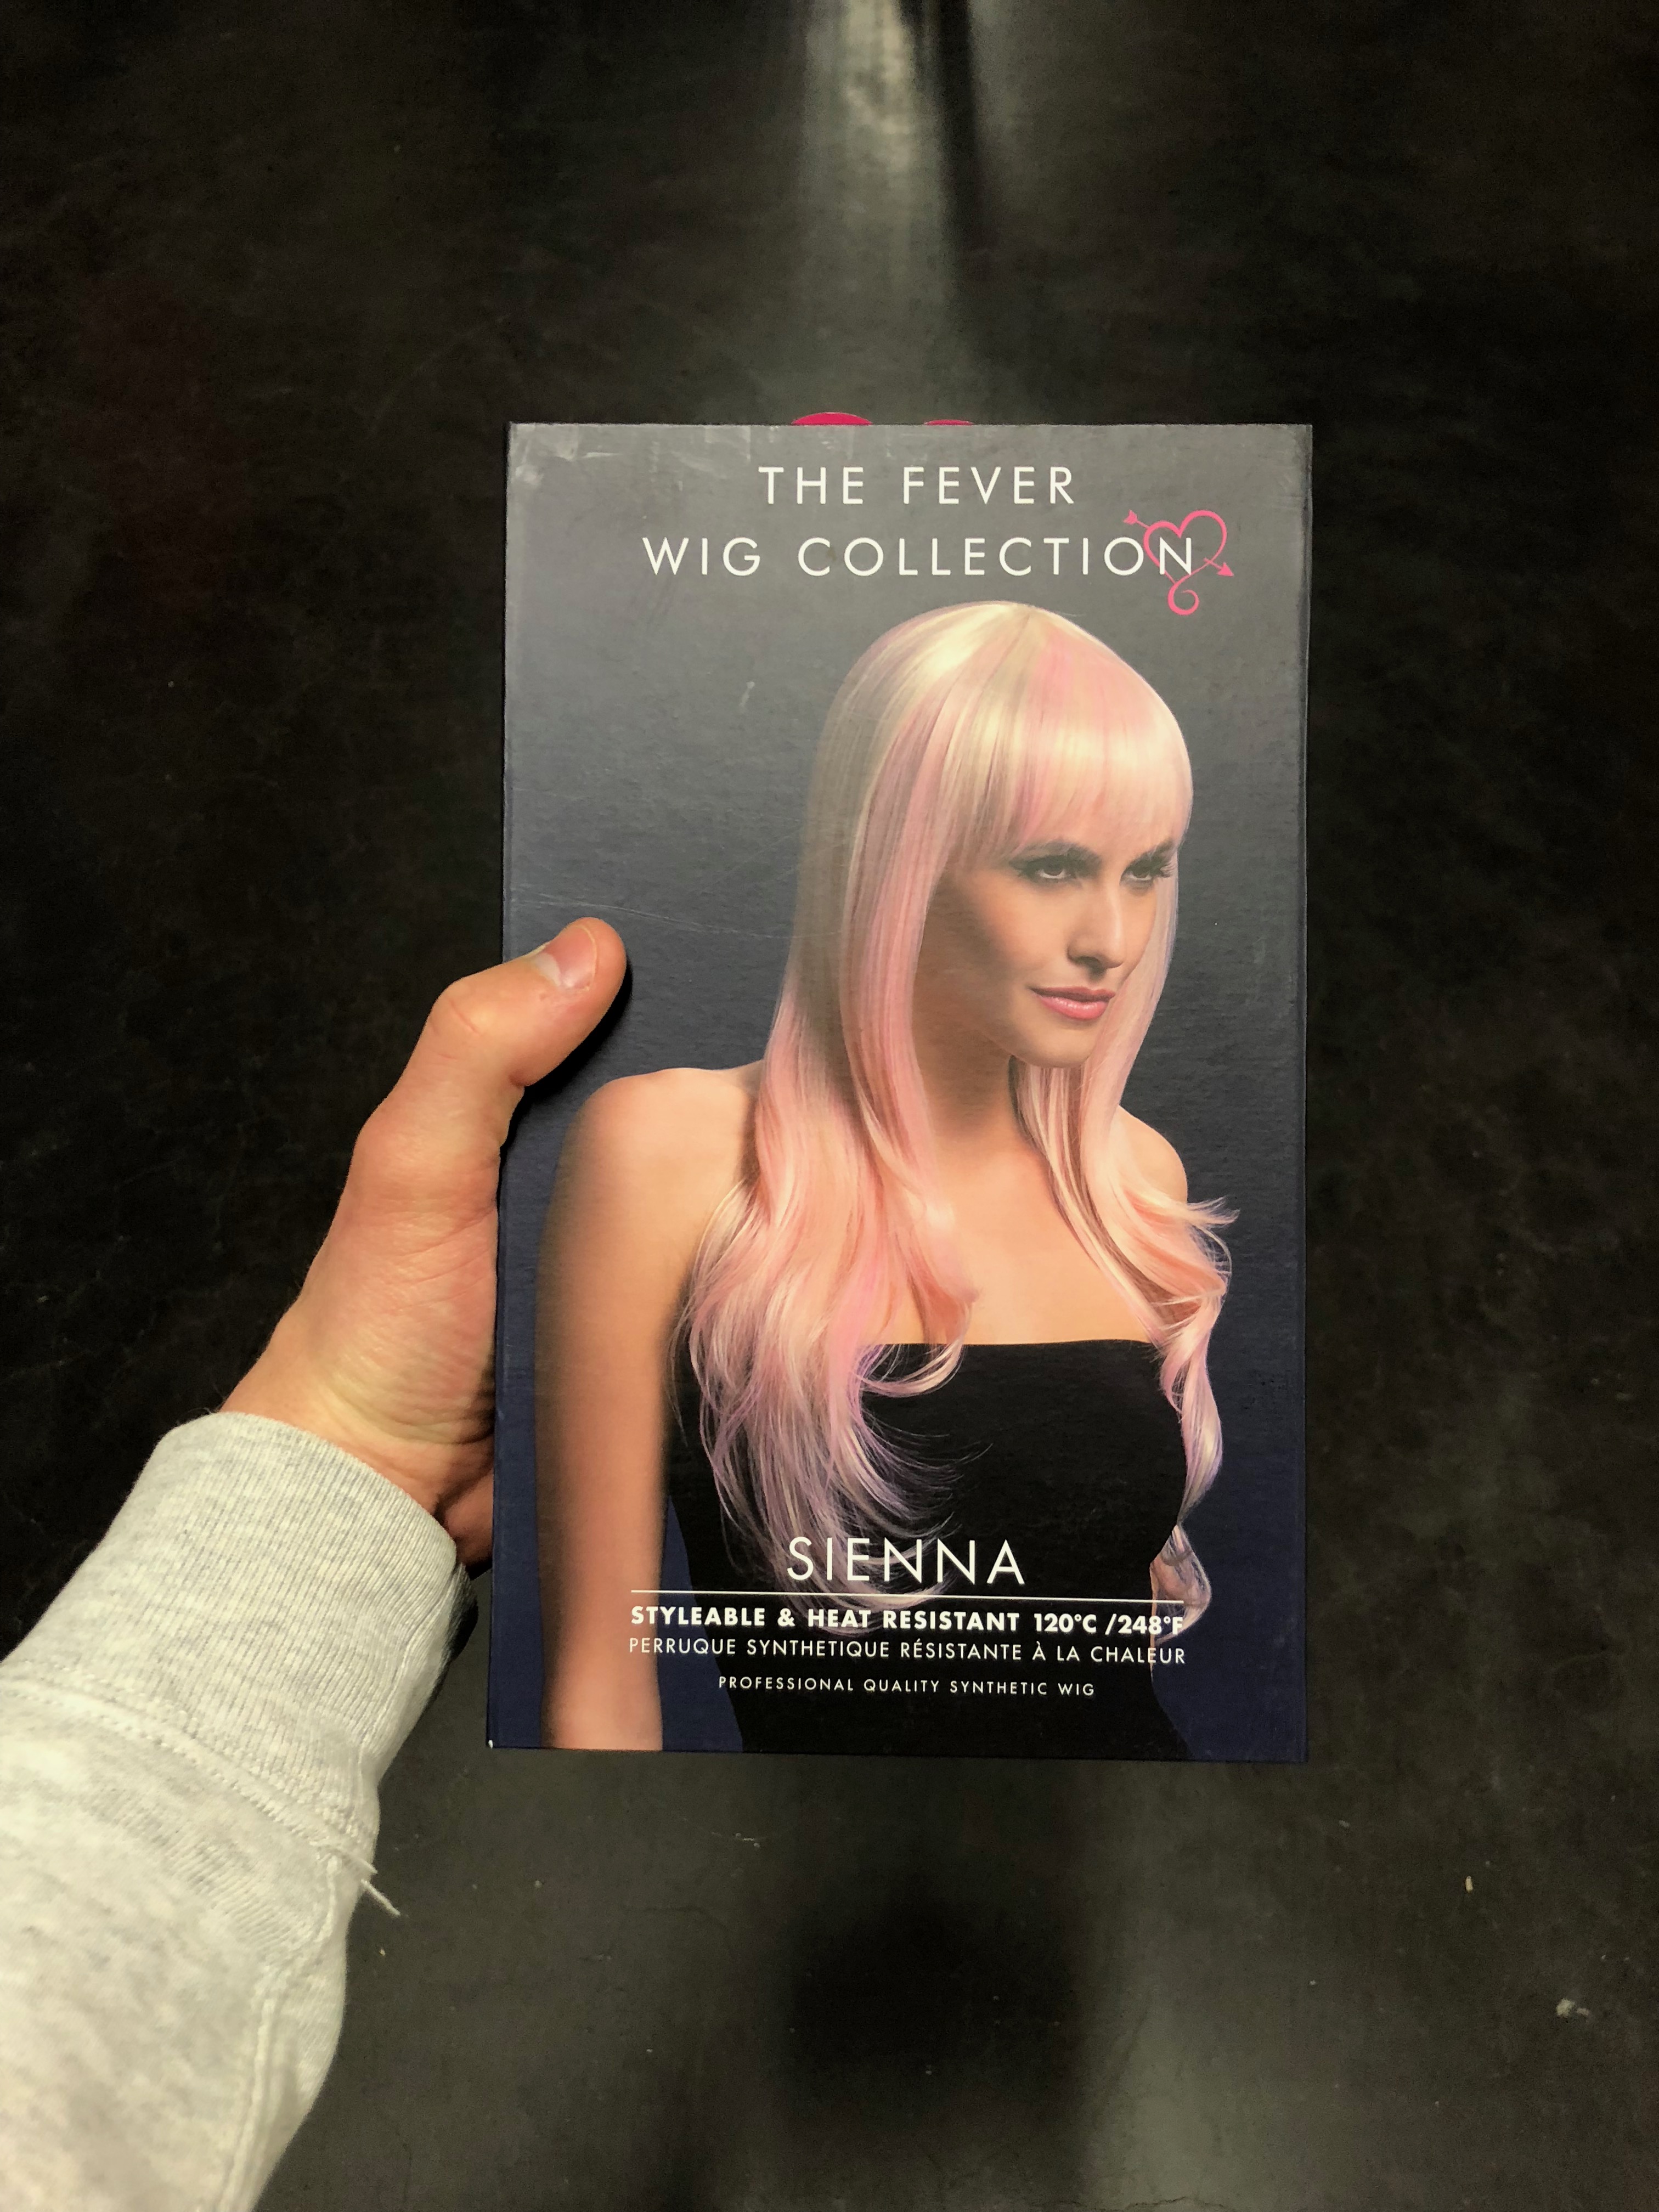 THE FEVER
WIG COLLECTION
SIENNA
STYLEABLE & HEAT RESISTANT 120°C /248°F
PERRUQUE SYNTHETIQUE RÉSISTANTE À LA CHALEUR
PROFESSIONAL QUALITY SYNTHETIC WIG